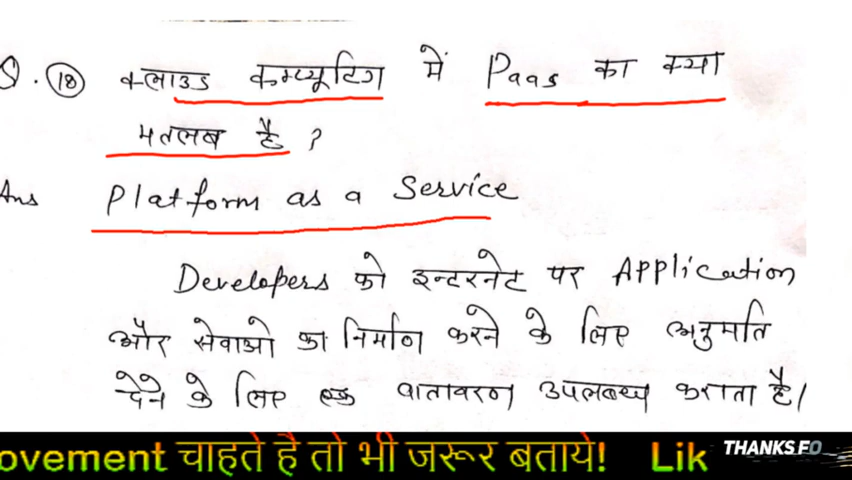 Q. 18 क्लाउड कम्प्यूटिंग में Paas का क्या
मतलब है ?
Ans Platform as a Service
Developers को इन्टरनेट पर Application
और सेवाओ का निर्माण करने के लिए अनुमति
देने के लिए एक वातावरण उपलब्ध कराता है।
ovement चाहते है तो भी जरूर बताये! Lik
THANKS FO